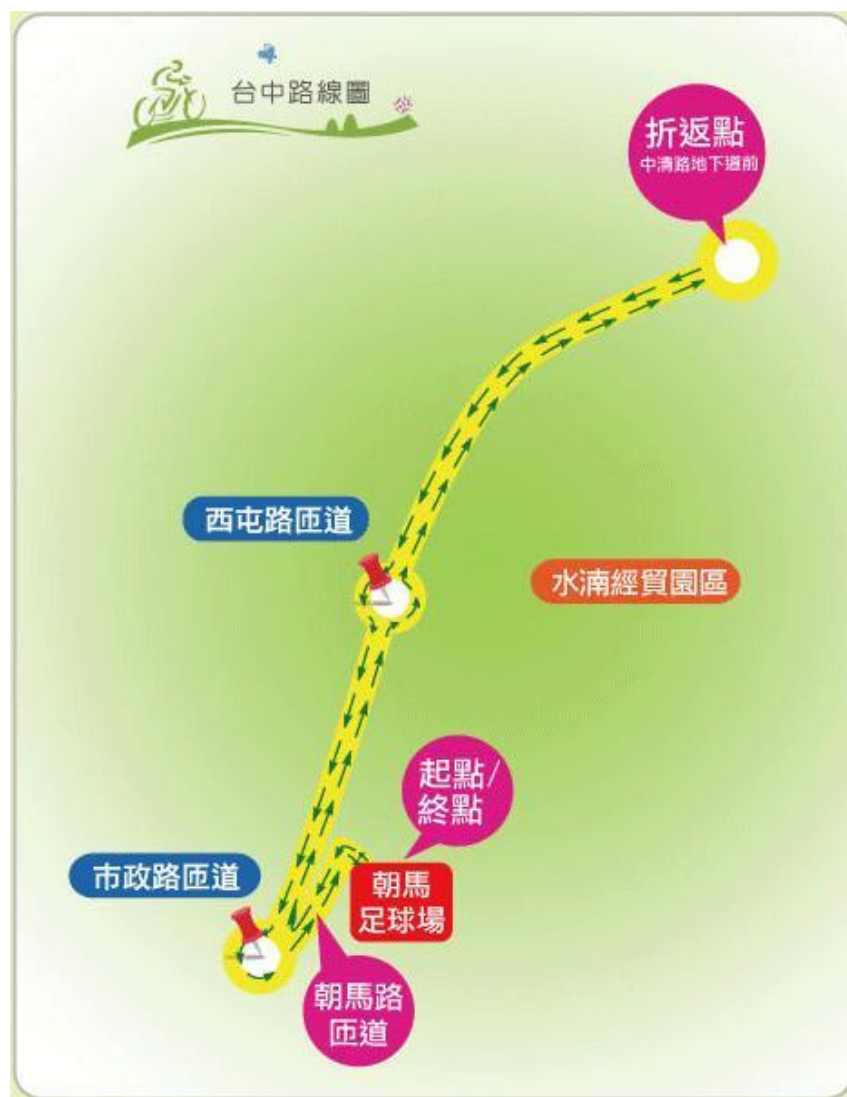 台中路線圖
折返點
中清路地下道前
西屯路匝道
水湳經貿園區
起點/
終點
市政路匝道
朝馬
足球場
朝馬路
匝道